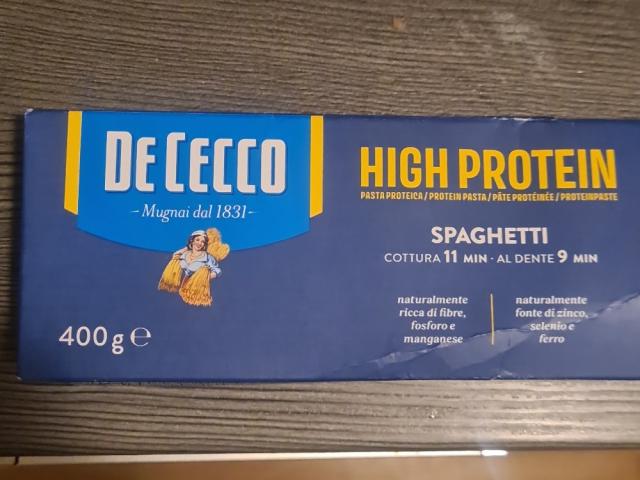 DE CECCO
Mugnai dal 1831
400g e
HIGH PROTEIN
PASTA PROTEICA / PROTEIN PASTA / PÂTE PROTÉINÉE / PROTEINPASTE
SPAGHETTI
COTTURA 11 MIN · AL DENTE 9 MIN
naturalmente
ricca di fibre,
fosforo e
manganese
naturalmente
fonte di zinco,
selenio e
ferro